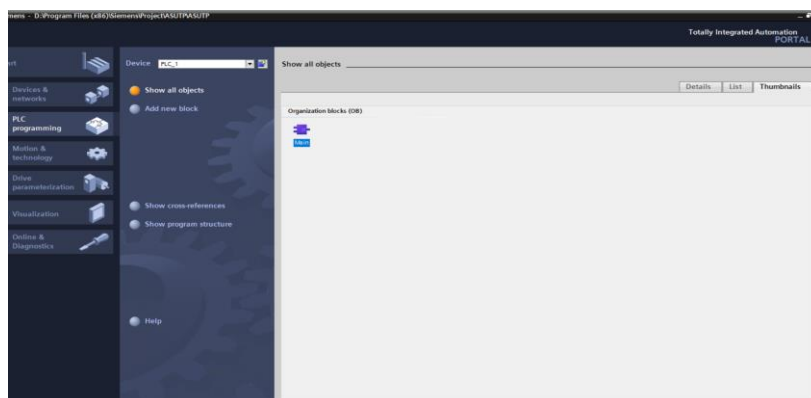 mens - D:\Program Files (x86)\Siemens\Project\ASUTP\ASUTP
Totally Integrated Automation
PORTAL
art
Devices &
networks
PLC
programming
Motion &
technology
Drive
parameterization
Visualization
Online &
Diagnostics
Device
PLC_1
Show all objects
Add new block
Show cross-references
Show program structure
Help
Show all objects
Details
List
Thumbnails
Organization blocks (OB)
Main